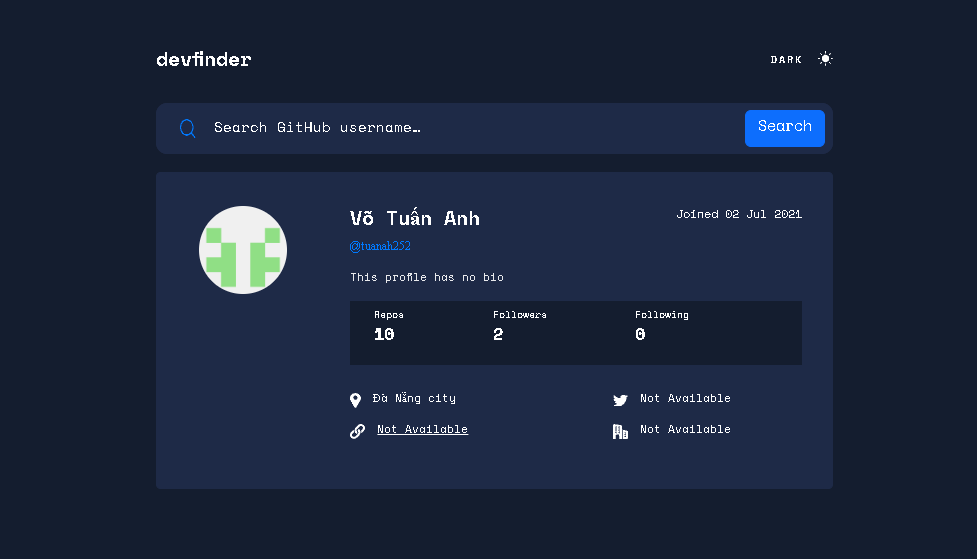 devfinder
DARK
Search GitHub username…
Search
Võ Tuấn Anh
Joined 02 Jul 2021
@tuanah252
This profile has no bio
Repos Followers Following
10 2 0
Đà Nẵng city
Not Available
Not Available
Not Available